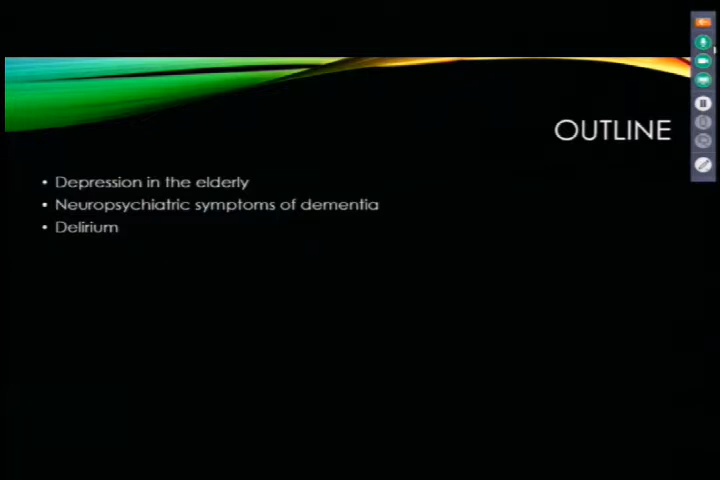 OUTLINE
• Depression in the elderly
• Neuropsychiatric symptoms of dementia
• Delirium